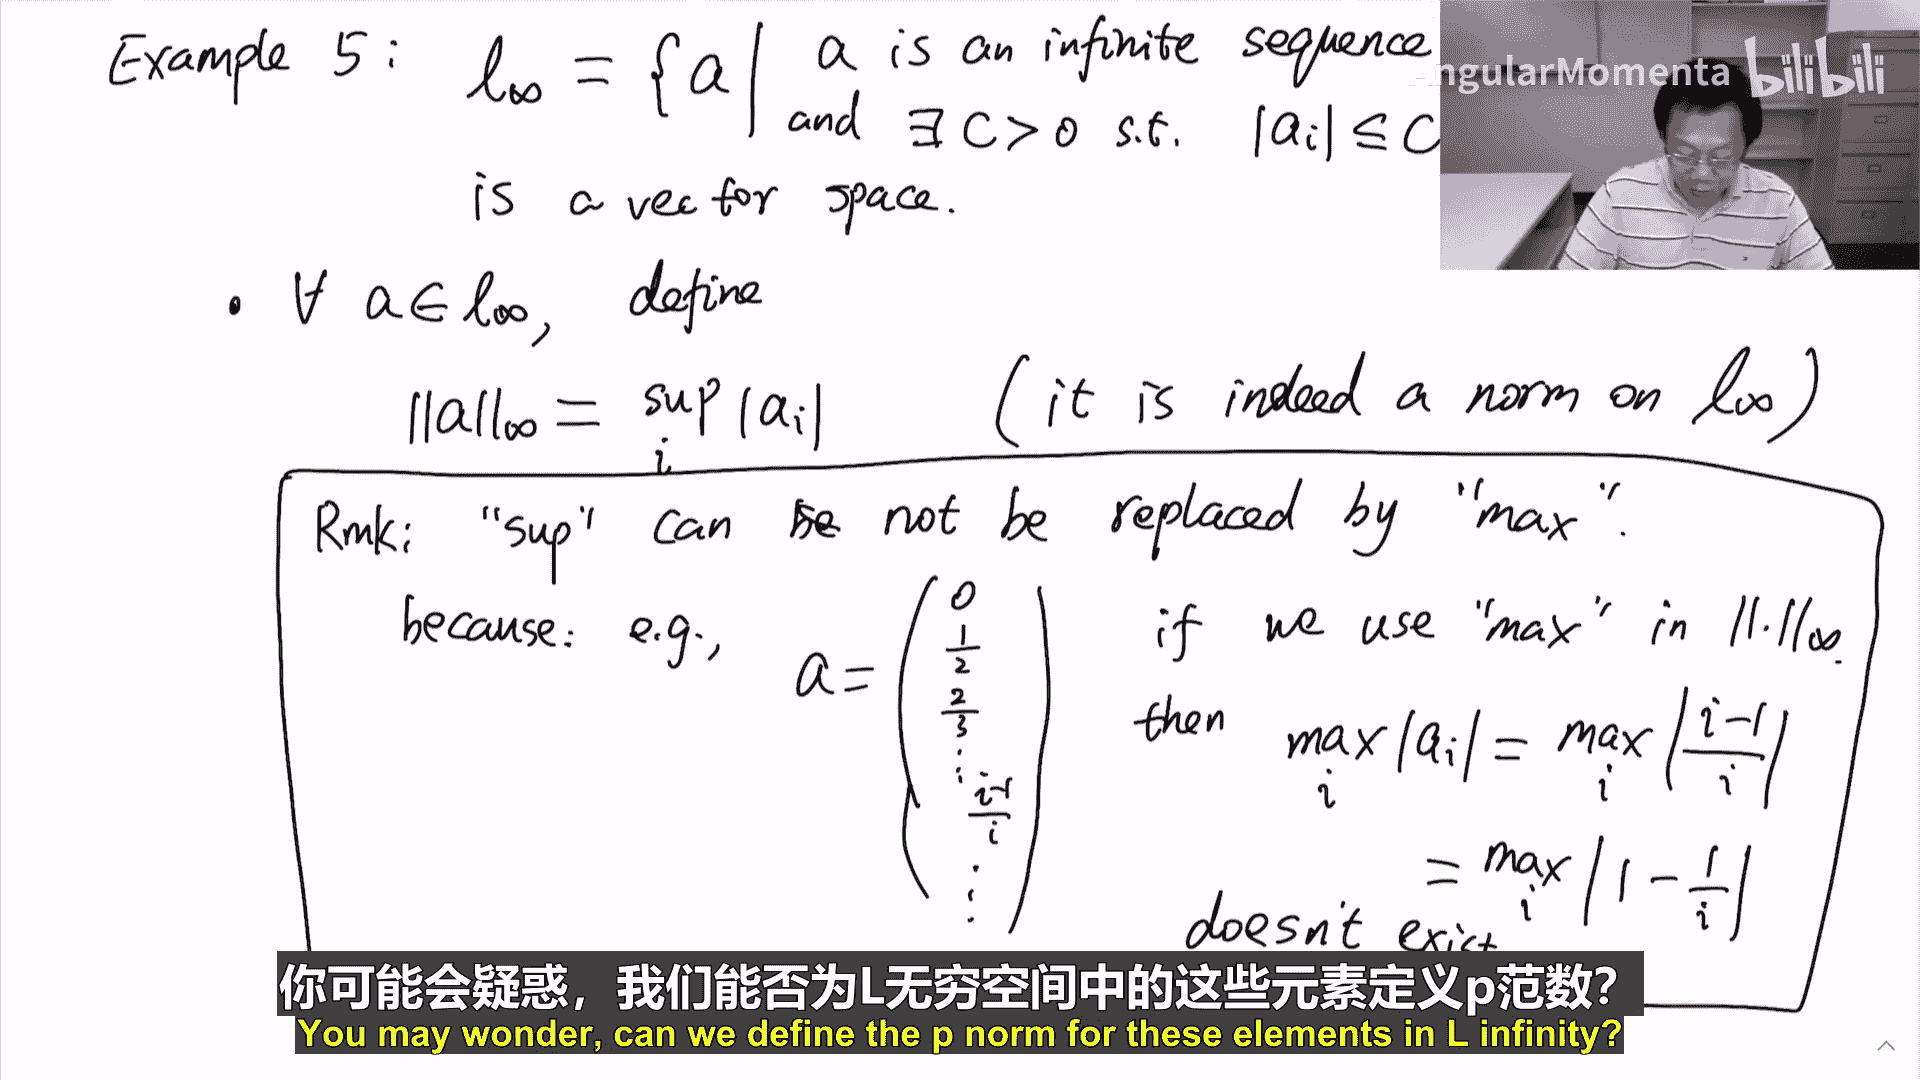 Example 5: l∞ = {a | a is an infinite sequence
and ∃ C>0 s.t. |ai| ≤ C
is a vector space.
• ∀ a∈l∞, define
||a||∞ = sup |ai| (it is indeed a norm on l∞)
i
Rmk: "sup" can be not be replaced by "max".
because: e.g., a = (0 1/2 2/3 ⋮ i-1/i ⋮) if we use "max" in ||·||∞.
then max |ai| = max |i-1/i|
i i
= max |1 - 1/i|
i
doesn't exist
ngularMomenta bilibili
你可能会疑惑，我们能否为L无穷空间中的这些元素定义p范数？
You may wonder, can we define the p norm for these elements in L infinity?